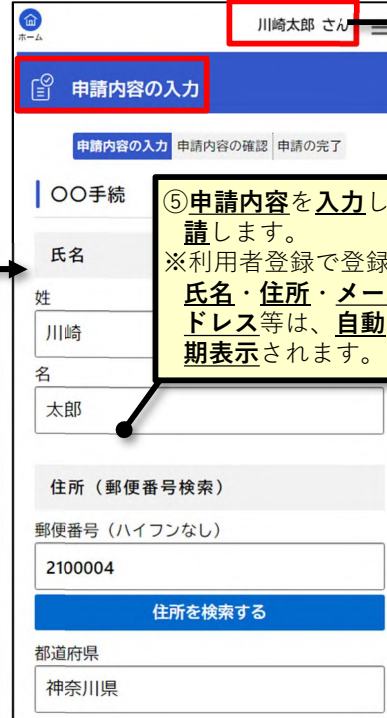 ホーム
川崎太郎 さん
申請内容の入力
申請内容の入力 申請内容の確認 申請の完了
〇〇手続
⑤申請内容を入力し
請します。
※利用者登録で登録
氏名・住所・メー
ドレス等は、自動
期表示されます。
氏名
姓
川崎
名
太郎
住所（郵便番号検索）
郵便番号（ハイフンなし）
2100004
住所を検索する
都道府県
神奈川県